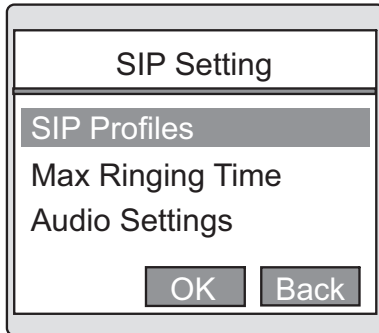 SIP Setting
SIP Profiles
Max Ringing Time
Audio Settings
OK Back